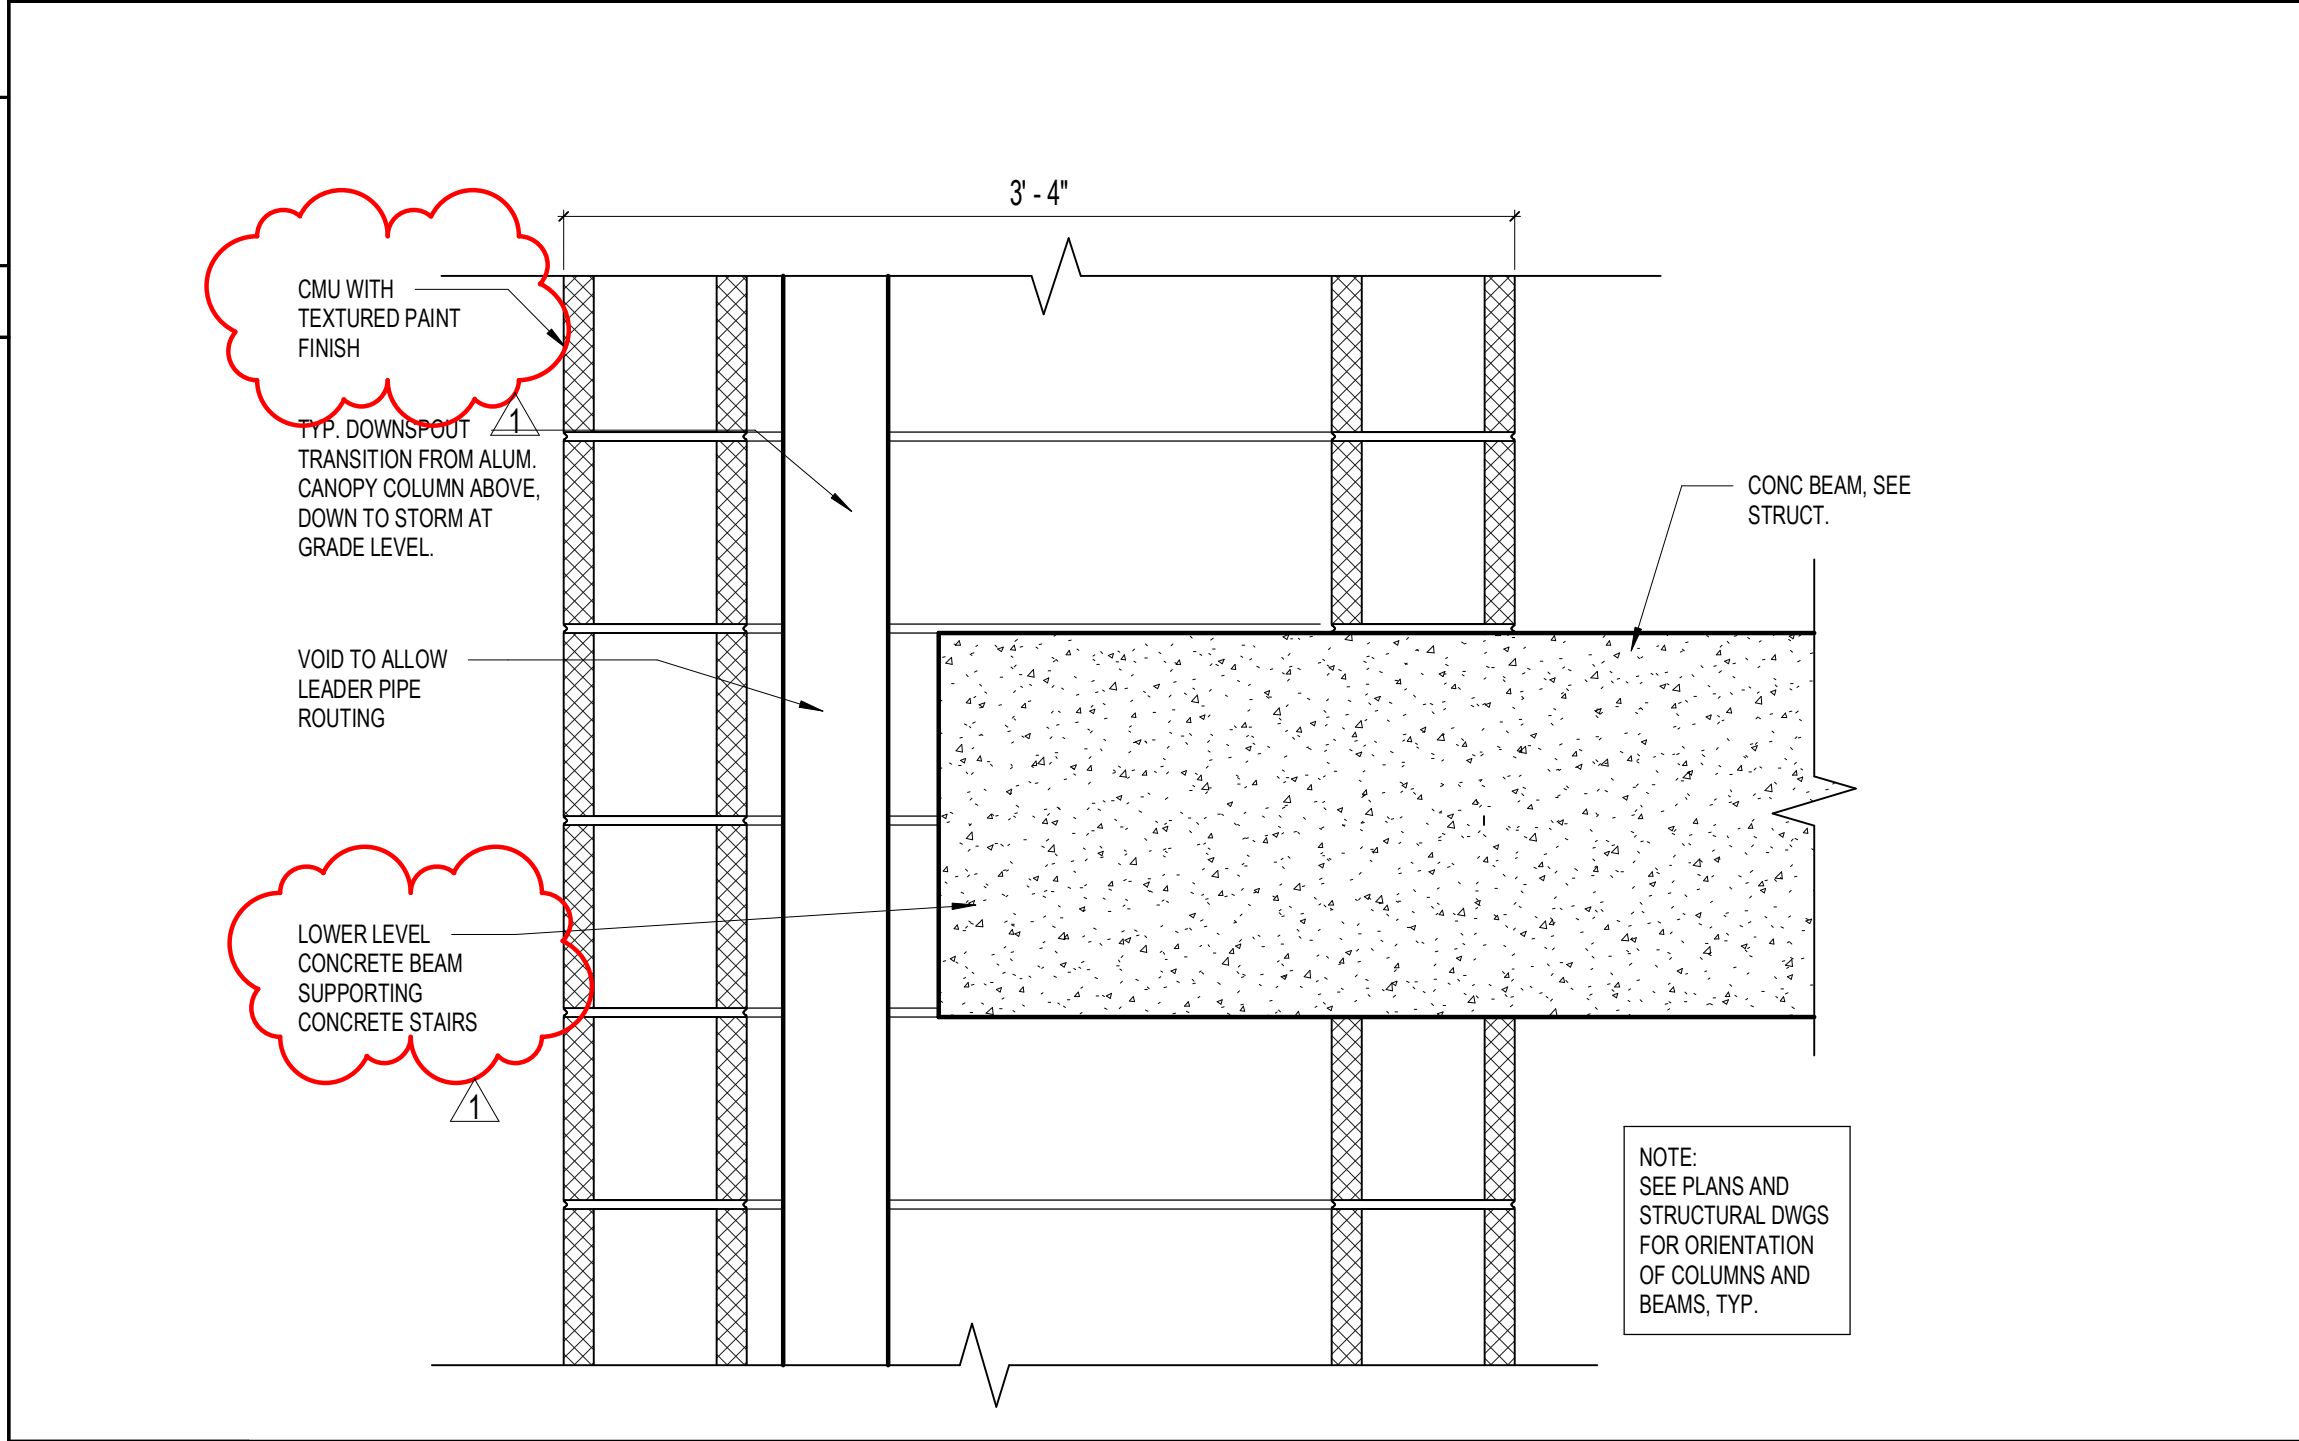 3' - 4"
CMU WITH
TEXTURED PAINT
FINISH
1
TYP. DOWNSPOUT
TRANSITION FROM ALUM.
CANOPY COLUMN ABOVE,
DOWN TO STORM AT
GRADE LEVEL.
CONC BEAM, SEE
STRUCT.
VOID TO ALLOW
LEADER PIPE
ROUTING
LOWER LEVEL
CONCRETE BEAM
SUPPORTING
CONCRETE STAIRS
1
NOTE:
SEE PLANS AND
STRUCTURAL DWGS
FOR ORIENTATION
OF COLUMNS AND
BEAMS, TYP.